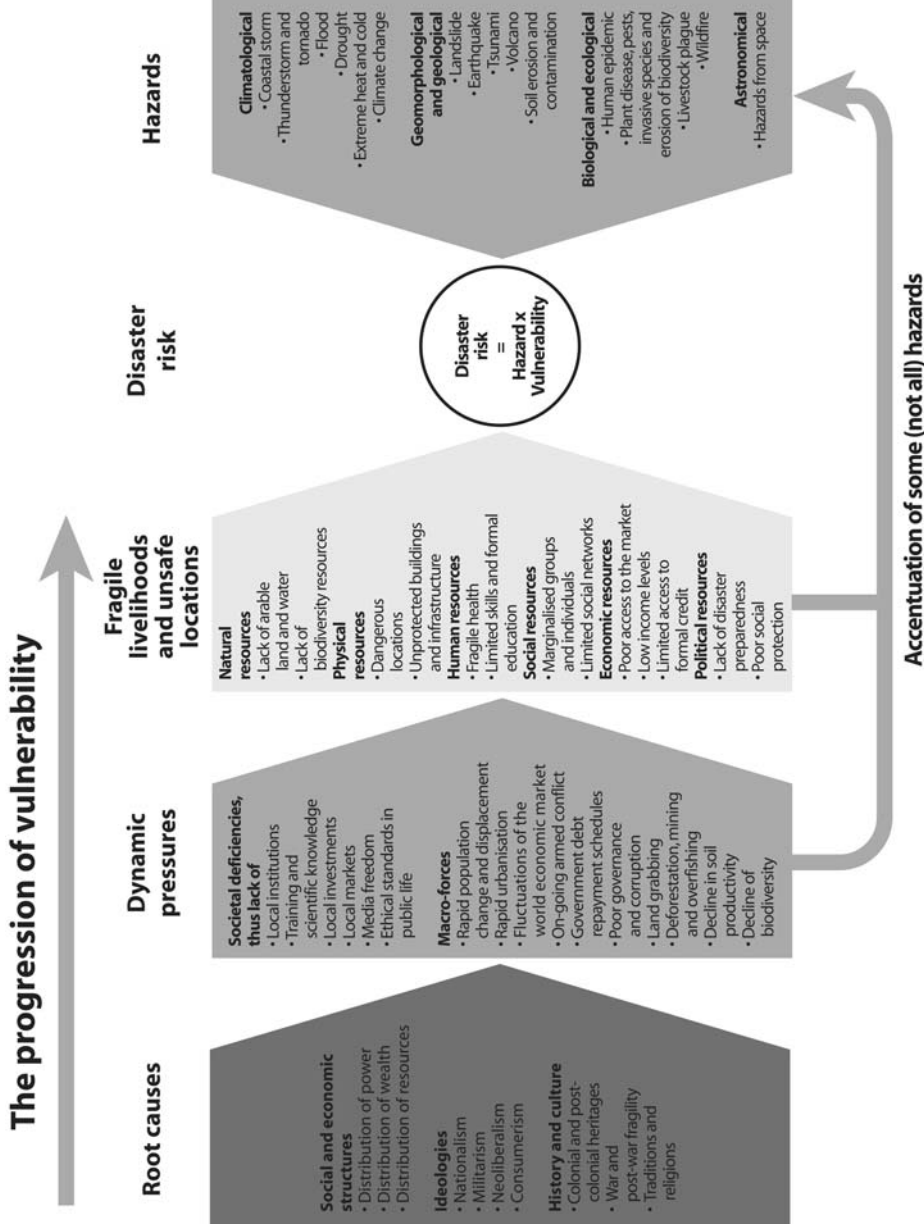 The progression of vulnerability
Root causes
Dynamic
pressures
Fragile
livelihoods
and unsafe
locations
Disaster
risk
Hazards
Social and economic
structures
• Distribution of power
• Distribution of wealth
• Distribution of resources
Ideologies
• Nationalism
• Militarism
• Neoliberalism
• Consumerism
History and culture
• Colonial and post-
colonial heritages
• War and
post-war fragility
• Traditions and
religions
Societal deficiencies,
thus lack of
• Local institutions
• Training and
scientific knowledge
• Local investments
• Local markets
• Media freedom
• Ethical standards in
public life
Macro-forces
• Rapid population
change and displacement
• Rapid urbanisation
• Fluctuations of the
world economic market
• On-going armed conflict
• Government debt
repayment schedules
• Poor governance
and corruption
• Land grabbing
• Deforestation, mining
and overfishing
• Decline in soil
productivity
• Decline of
biodiversity
Natural
resources
• Lack of arable
land and water
• Lack of
biodiversity resources
Physical
resources
• Dangerous
locations
• Unprotected buildings
and infrastructure
Human resources
• Fragile health
• Limited skills and formal
education
Social resources
• Marginalised groups
and individuals
• Limited social networks
Economic resources
• Poor access to the market
• Low income levels
• Limited access to
formal credit
Political resources
• Lack of disaster
preparedness
• Poor social
protection
Disaster
risk
=
Hazard x
Vulnerability
Climatological
• Coastal storm
• Thunderstorm and
tornado
• Flood
• Drought
• Extreme heat and cold
• Climate change
Geomorphological
and geological
• Landslide
• Earthquake
• Tsunami
• Volcano
• Soil erosion and
contamination
Biological and ecological
• Human epidemic
• Plant disease, pests,
invasive species and
erosion of biodiversity
• Livestock plague
• Wildfire
Astronomical
• Hazards from space
Accentuation of some (not all) hazards